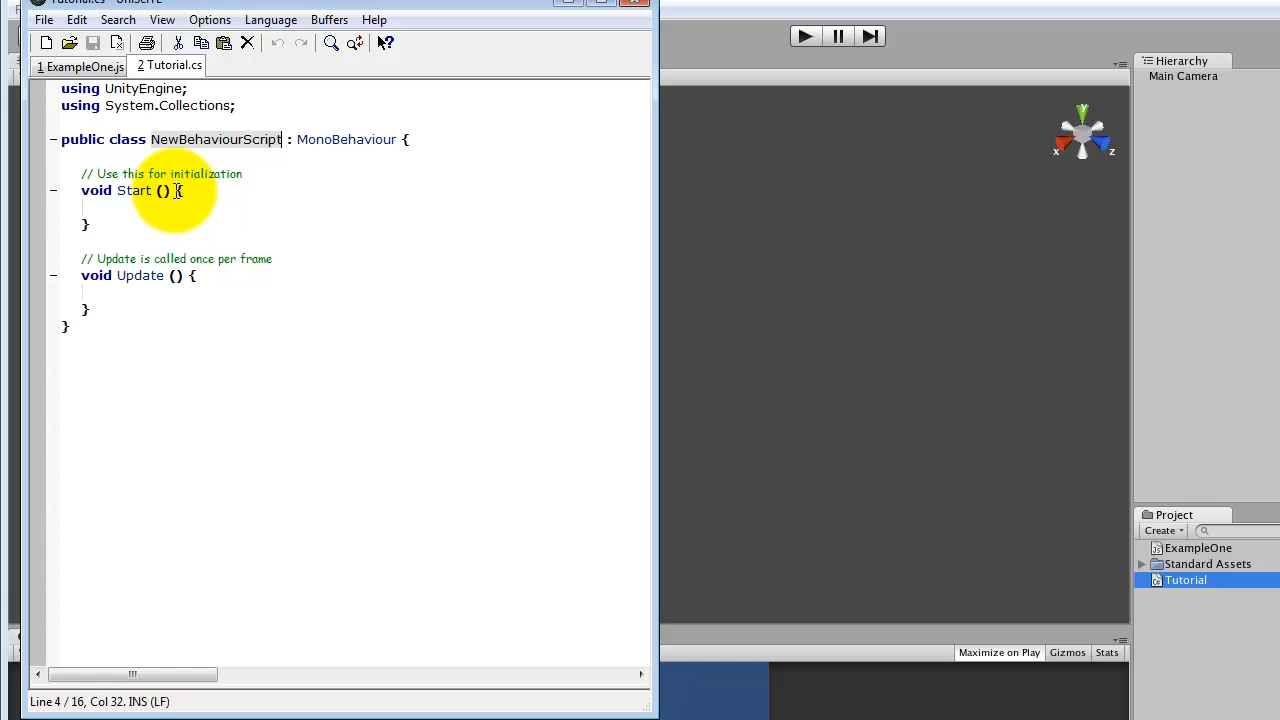 File Edit Search View Options Language Buffers Help
1 ExampleOne.js 2 Tutorial.cs
using UnityEngine;
using System.Collections;
public class NewBehaviourScript : MonoBehaviour {
// Use this for initialization
void Start () {
}
// Update is called once per frame
void Update () {
}
}
Line 4 / 16, Col 32. INS (LF)
Hierarchy
Main Camera
x z
Project
Create
ExampleOne
Standard Assets
Tutorial
Maximize on Play Gizmos Stats